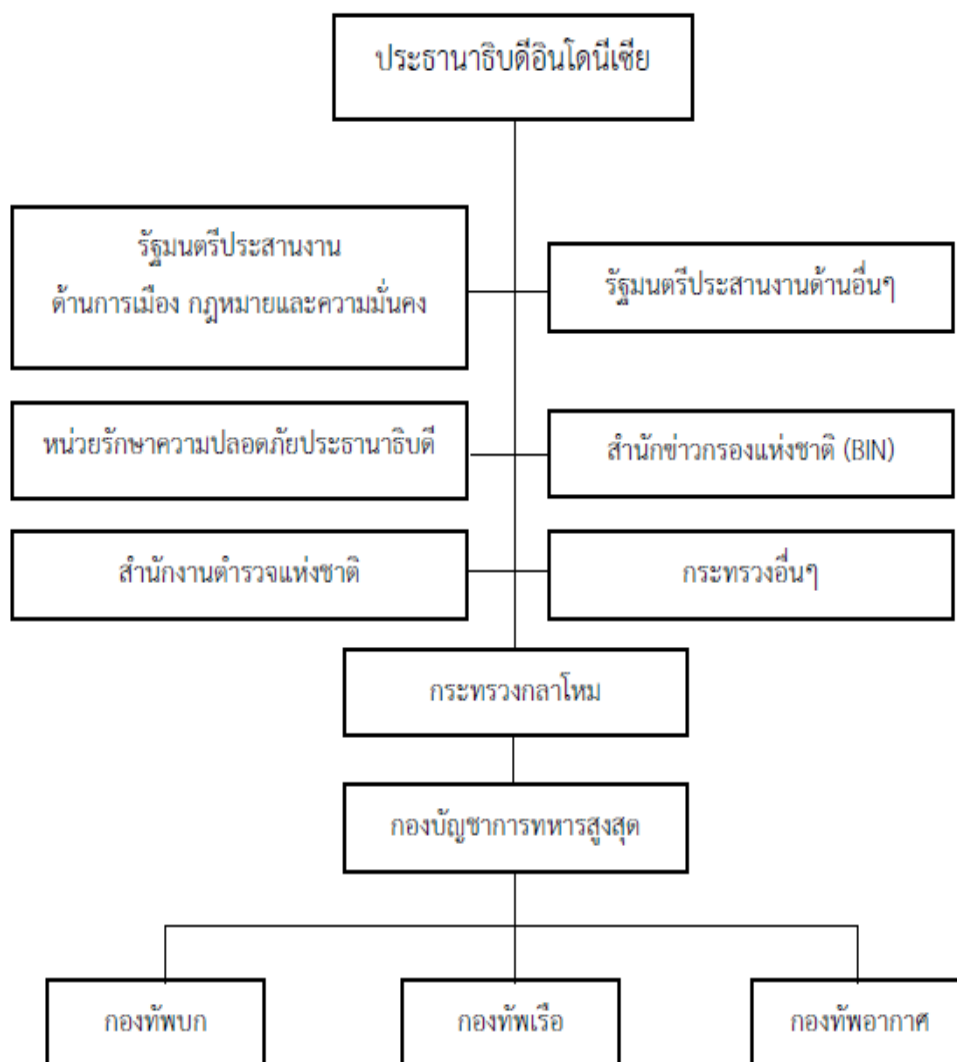 ประธานาธิบดีอินโดนีเซีย
รัฐมนตรีประสานงาน
ด้านการเมือง กฎหมายและความมั่นคง
รัฐมนตรีประสานงานด้านอื่นๆ
หน่วยรักษาความปลอดภัยประธานาธิบดี
สำนักข่าวกรองแห่งชาติ (BIN)
สำนักงานตำรวจแห่งชาติ
กระทรวงอื่นๆ
กระทรวงกลาโหม
กองบัญชาการทหารสูงสุด
กองทัพบก
กองทัพเรือ
กองทัพอากาศ